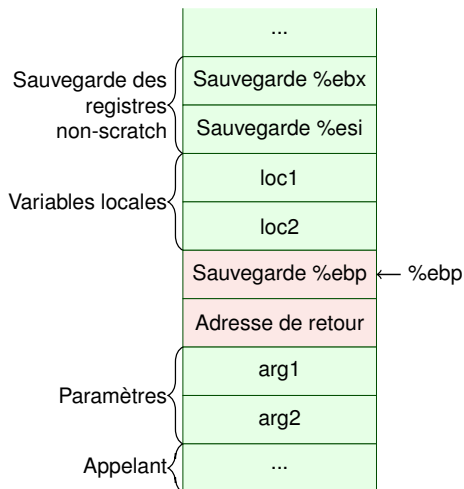 ...
Sauvegarde des
registres
non-scratch
Sauvegarde %ebx
Sauvegarde %esi
Variables locales
loc1
loc2
Sauvegarde %ebp
← %ebp
Adresse de retour
Paramètres
arg1
arg2
Appelant
...